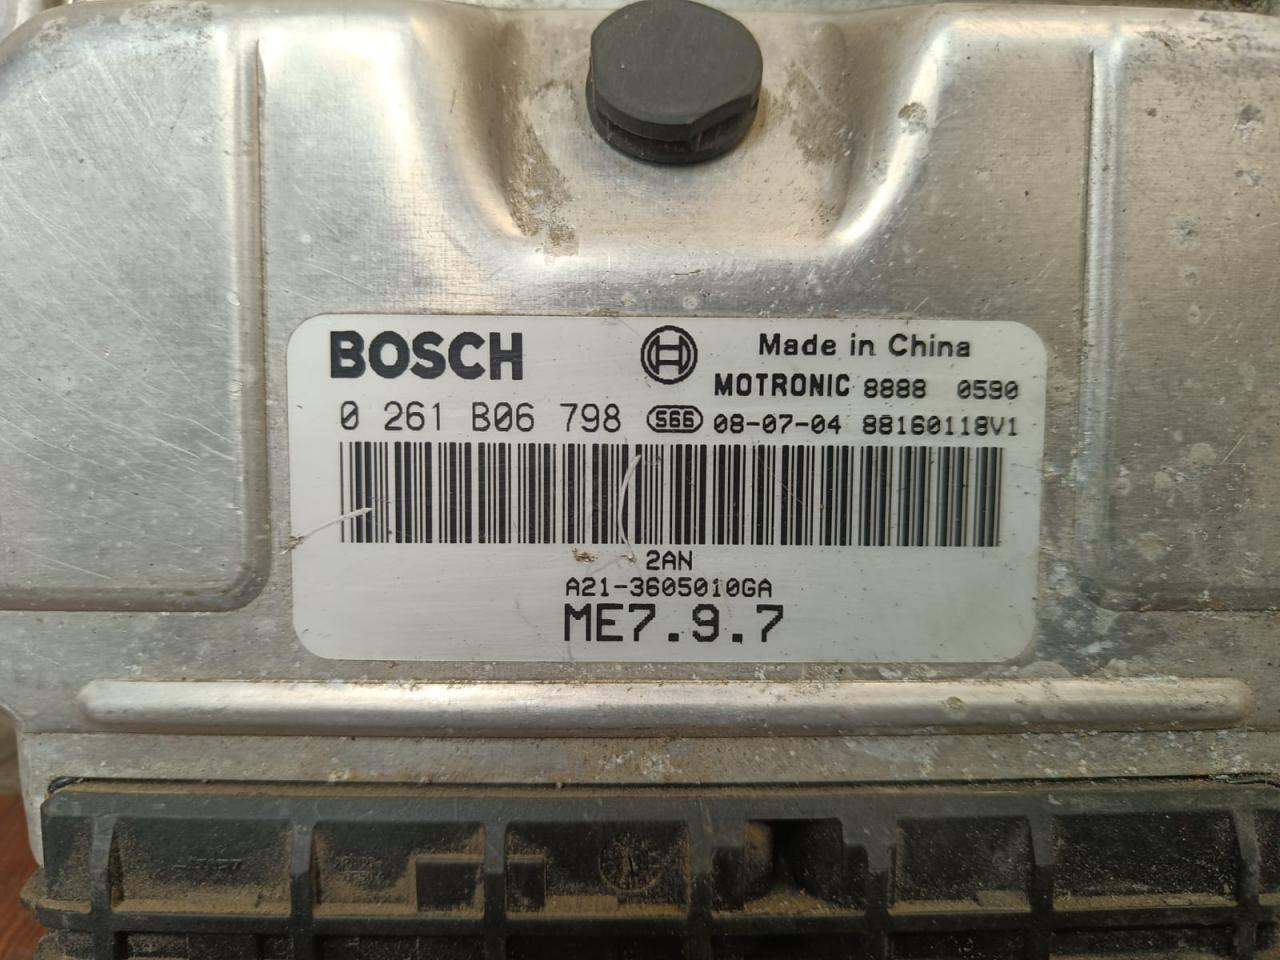 BOSCH
Made in China
MOTRONIC 8888 0590
0 261 B06 798 S66 08-07-04 88160118V1
2AN
A21-3605010GA
ME7.9.7